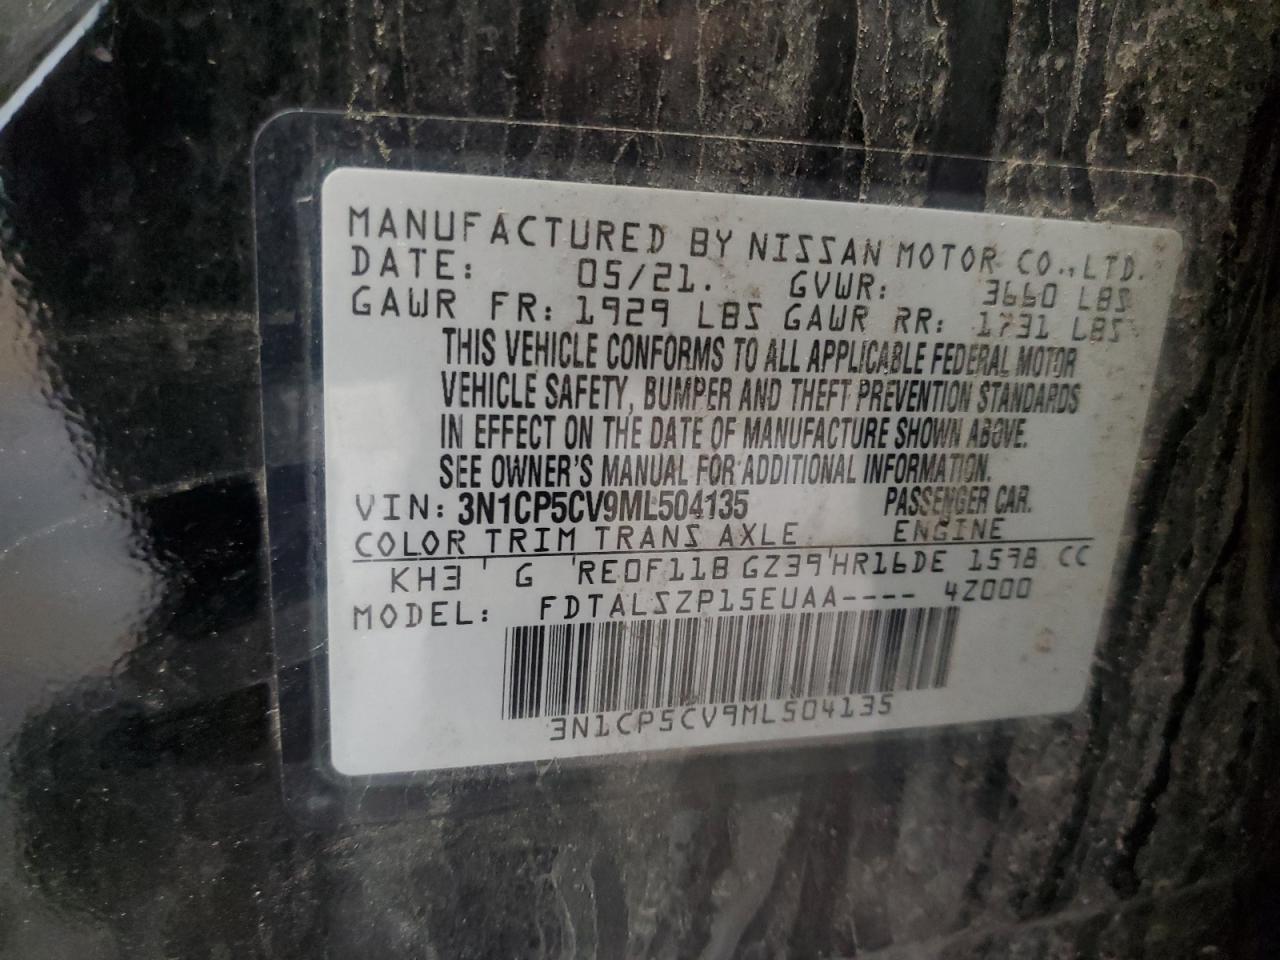 MANUFACTURED BY NISSAN MOTOR CO.,LTD.
DATE: 05/21. GVWR: 3660 LBS
GAWR FR: 1929 LBS GAWR RR: 1731 LBS
THIS VEHICLE CONFORMS TO ALL APPLICABLE FEDERAL MOTOR
VEHICLE SAFETY, BUMPER AND THEFT PREVENTION STANDARDS
IN EFFECT ON THE DATE OF MANUFACTURE SHOWN ABOVE.
SEE OWNER'S MANUAL FOR ADDITIONAL INFORMATION.
VIN: 3N1CP5CV9ML504135 PASSENGER CAR.
COLOR TRIM TRANS AXLE ENGINE
KH3 ' G 'RE0F11B GZ39'HR16DE 1598 CC
MODEL: FDTALSZP15EUAA---- 4Z000
3N1CP5CV9ML504135